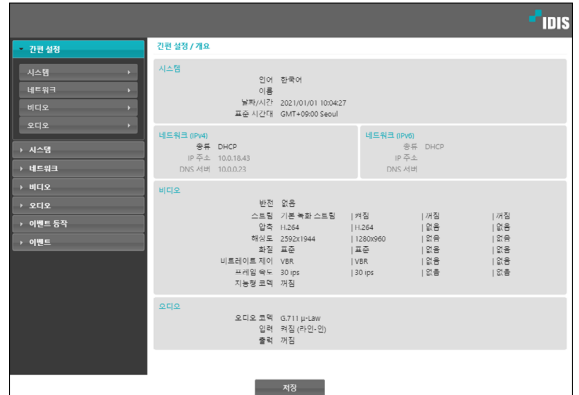 IDIS
간편 설정
시스템
네트워크
비디오
오디오
시스템
네트워크
비디오
오디오
이벤트 동작
이벤트
간편 설정 / 개요
시스템
언어 한국어
이름
날짜/시간 2021/01/01 10:04:27
표준 시간대 GMT+09:00 Seoul
네트워크 (IPv4)
종류 DHCP
IP 주소 10.0.18.43
DNS 서버 10.0.0.23
네트워크 (IPv6)
종류 DHCP
IP 주소
DNS 서버
비디오
반전 없음
스트림 기본 녹화 스트림 | 켜짐 | 꺼짐 | 꺼짐
압축 H.264 | H.264 | 없음 | 없음
해상도 2592x1944 | 1280x960 | 없음 | 없음
화질 표준 | 표준 | 없음 | 없음
비트레이트 제어 VBR | VBR | 없음 | 없음
프레임 속도 30 ips | 30 ips | 없음 | 없음
지능형 코덱 꺼짐
오디오
오디오 코덱 G.711 μ-Law
입력 켜짐 (라인-인)
출력 꺼짐
저장